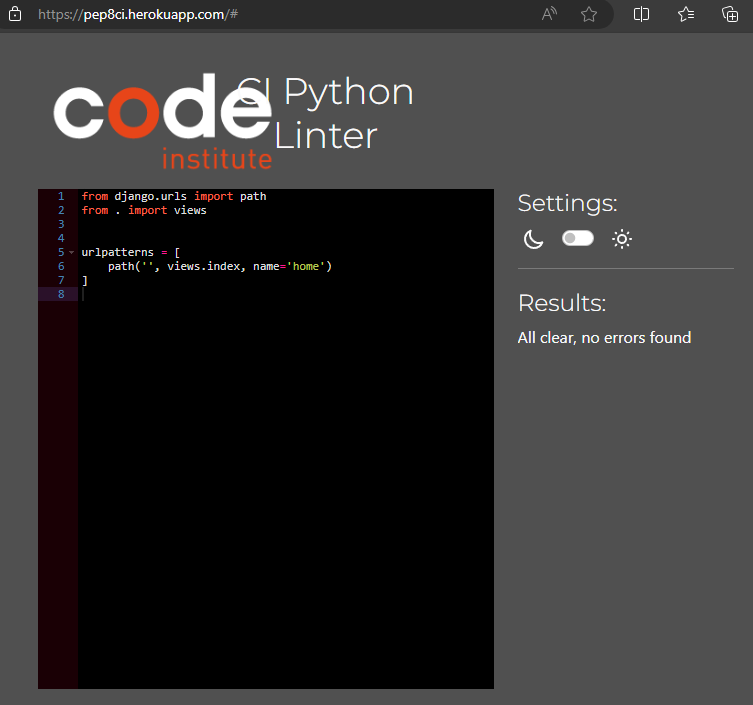 https://pep8ci.herokuapp.com/#
code
institute
CI Python
Linter
1 from django.urls import path
2 from . import views
3
4
5 urlpatterns = [
6     path('', views.index, name='home')
7 ]
8
Settings:
Results:
All clear, no errors found